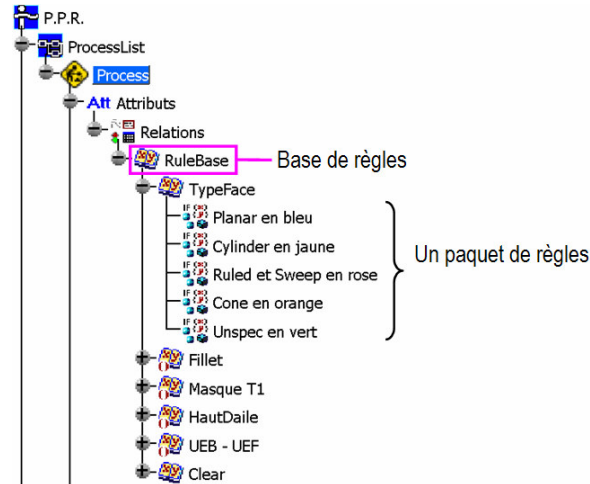 P.P.R.
ProcessList
Process
Att Attributs
Relations
RuleBase
Base de règles
TypeFace
Planar en bleu
Cylinder en jaune
Ruled et Sweep en rose
Cone en orange
Unspec en vert
Un paquet de règles
Fillet
Masque T1
HautDaile
UEB - UEF
Clear